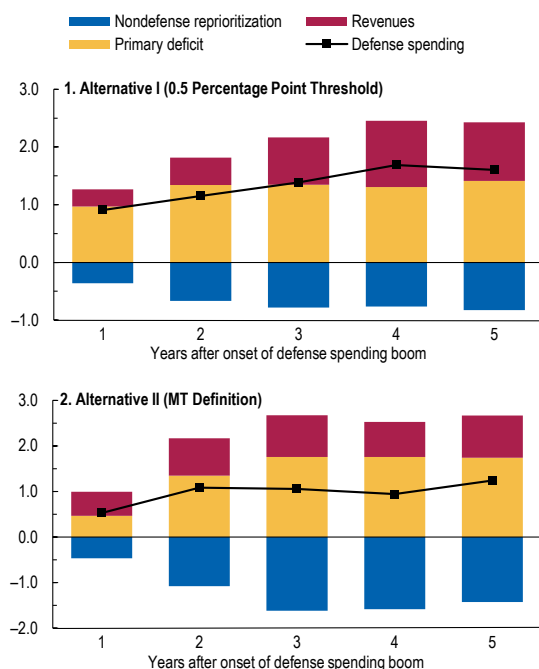 Nondefense reprioritization Revenues
Primary deficit Defense spending
1. Alternative I (0.5 Percentage Point Threshold)
3.0
2.0
1.0
0.0
–1.0
1 2 3 4 5
Years after onset of defense spending boom
2. Alternative II (MT Definition)
3.0
2.0
1.0
0.0
–1.0
–2.0
1 2 3 4 5
Years after onset of defense spending boom